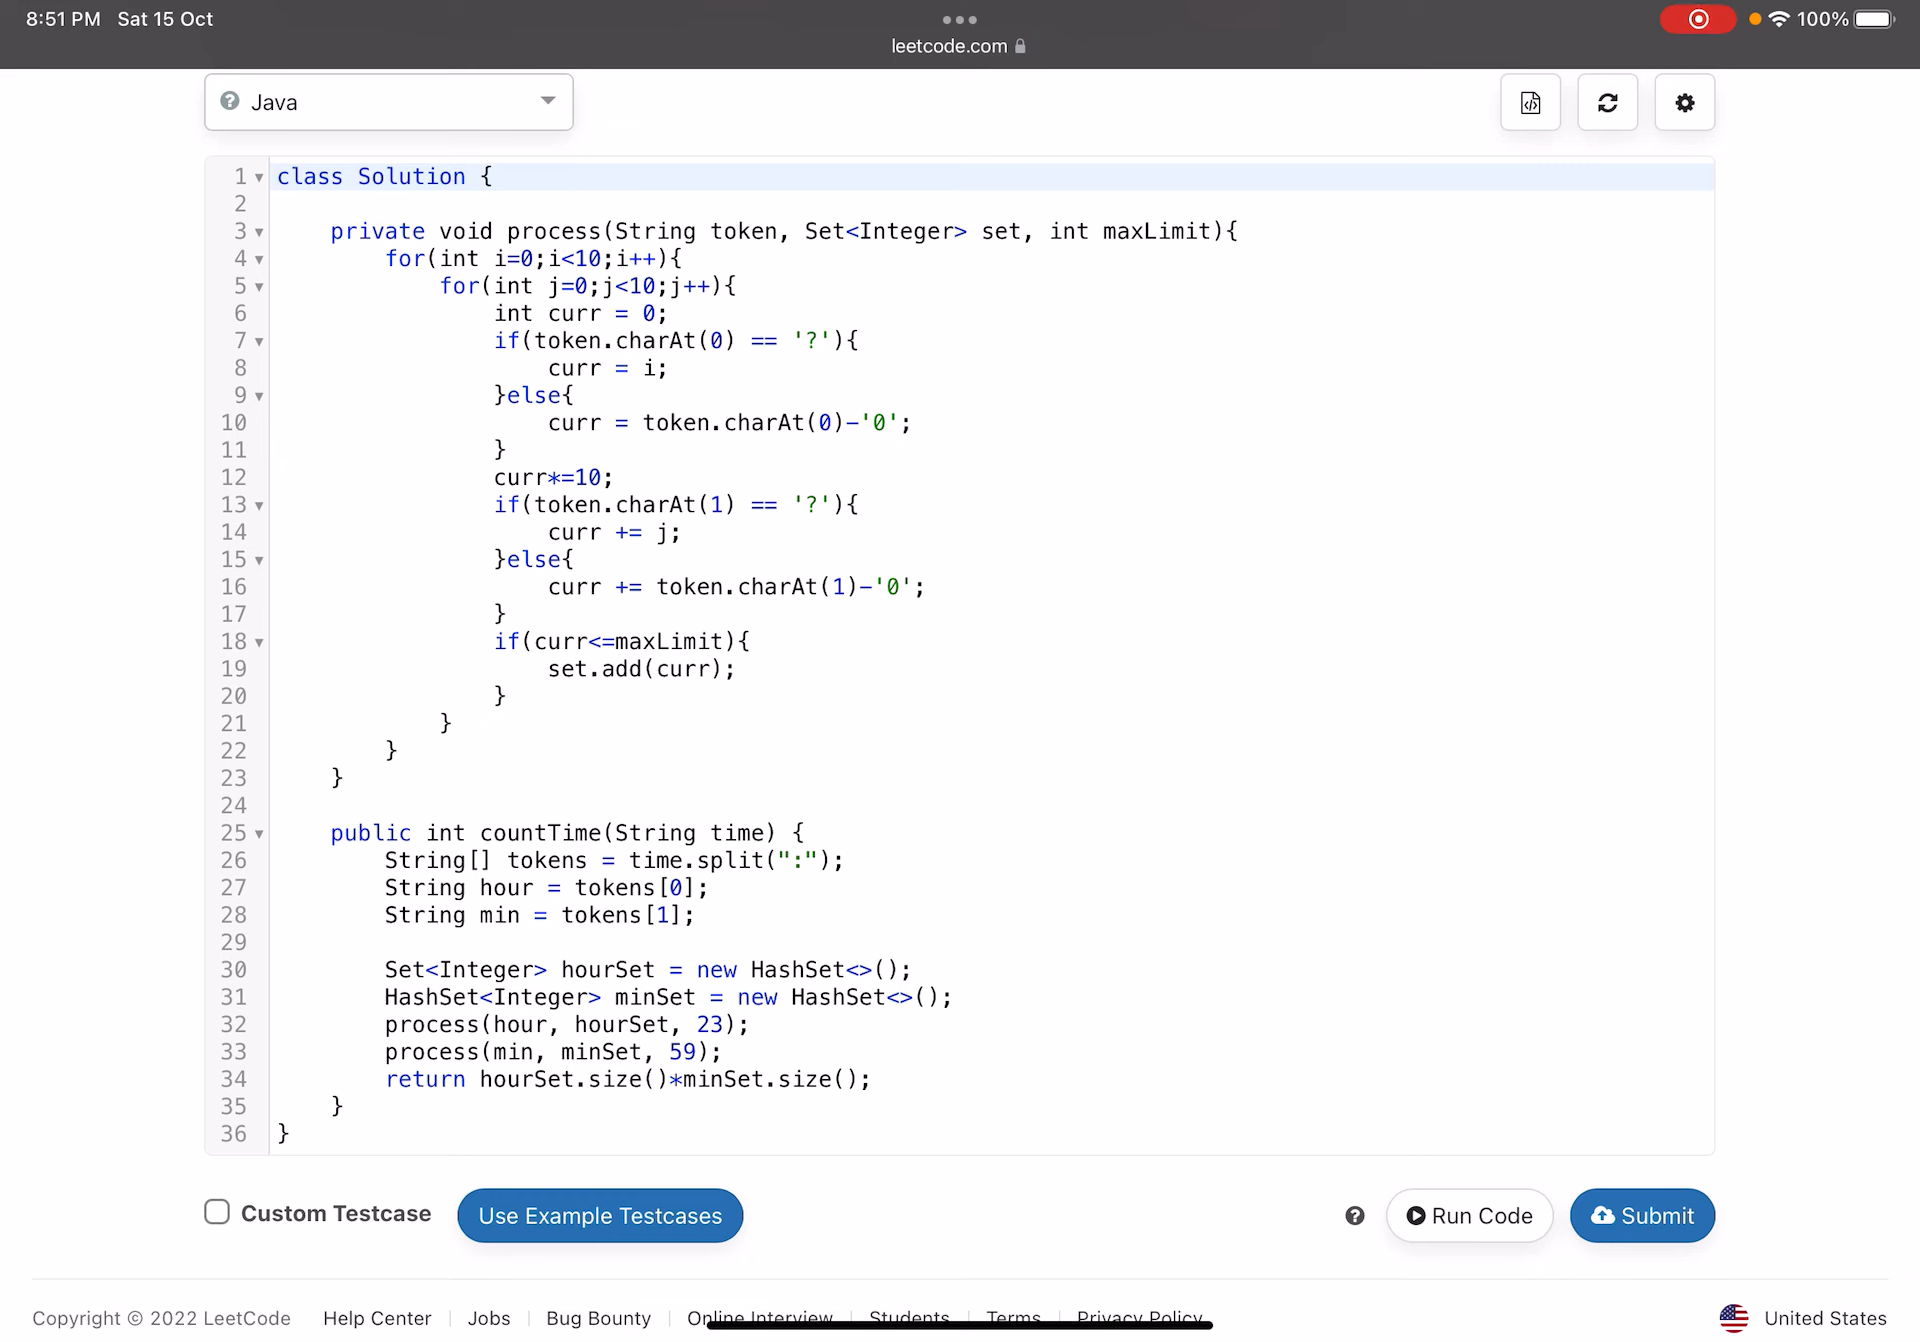 8:51 PM Sat 15 Oct
100%
leetcode.com
Java
1 class Solution {
2
3     private void process(String token, Set<Integer> set, int maxLimit){
4         for(int i=0;i<10;i++){
5             for(int j=0;j<10;j++){
6                 int curr = 0;
7                 if(token.charAt(0) == '?'){
8                     curr = i;
9                 }else{
10                     curr = token.charAt(0)-'0';
11                 }
12                 curr*=10;
13                 if(token.charAt(1) == '?'){
14                     curr += j;
15                 }else{
16                     curr += token.charAt(1)-'0';
17                 }
18                 if(curr<=maxLimit){
19                     set.add(curr);
20                 }
21             }
22         }
23     }
24
25     public int countTime(String time) {
26         String[] tokens = time.split(":");
27         String hour = tokens[0];
28         String min = tokens[1];
29
30         Set<Integer> hourSet = new HashSet<>();
31         HashSet<Integer> minSet = new HashSet<>();
32         process(hour, hourSet, 23);
33         process(min, minSet, 59);
34         return hourSet.size()*minSet.size();
35     }
36 }
Custom Testcase Use Example Testcases Run Code Submit
Copyright © 2022 LeetCode Help Center | Jobs | Bug Bounty | Online Interview | Students | Terms | Privacy Policy United States